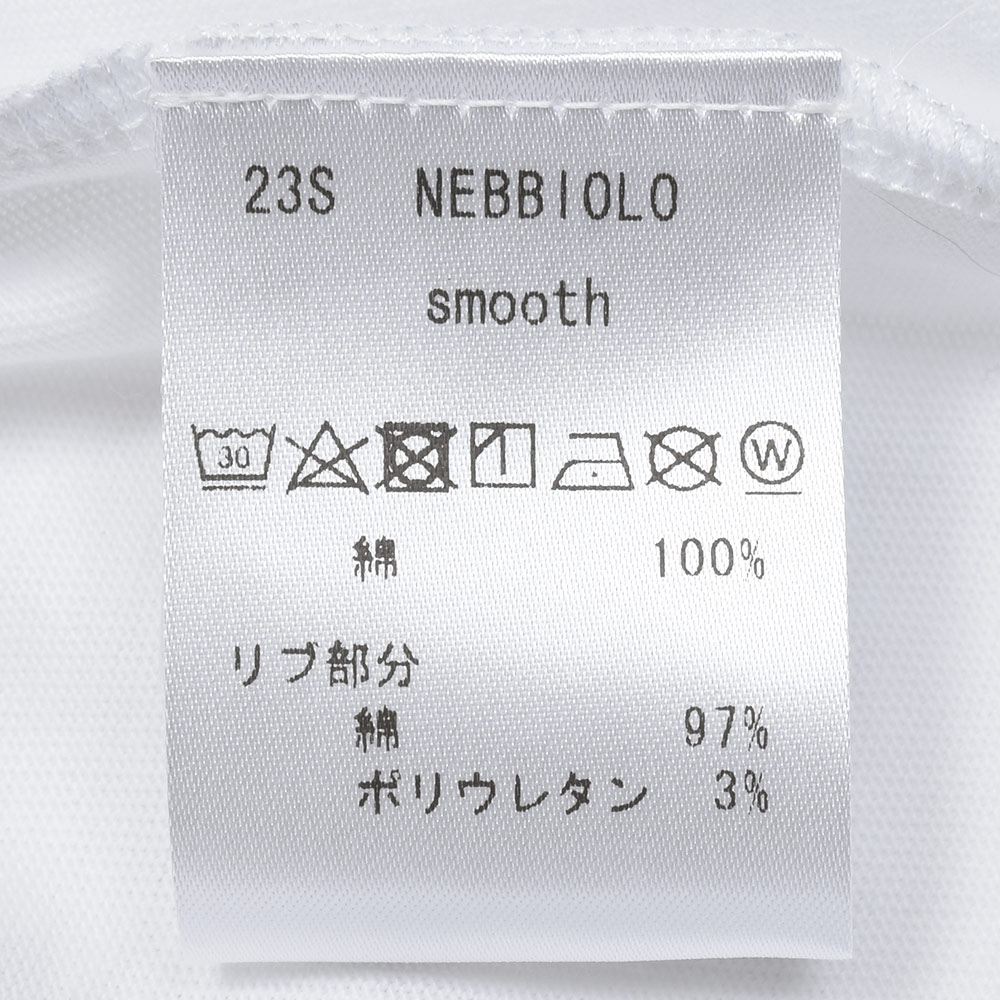 23S NEBBIOLO
smooth
30 W
綿 100%
リブ部分
綿 97%
ポリウレタン 3%